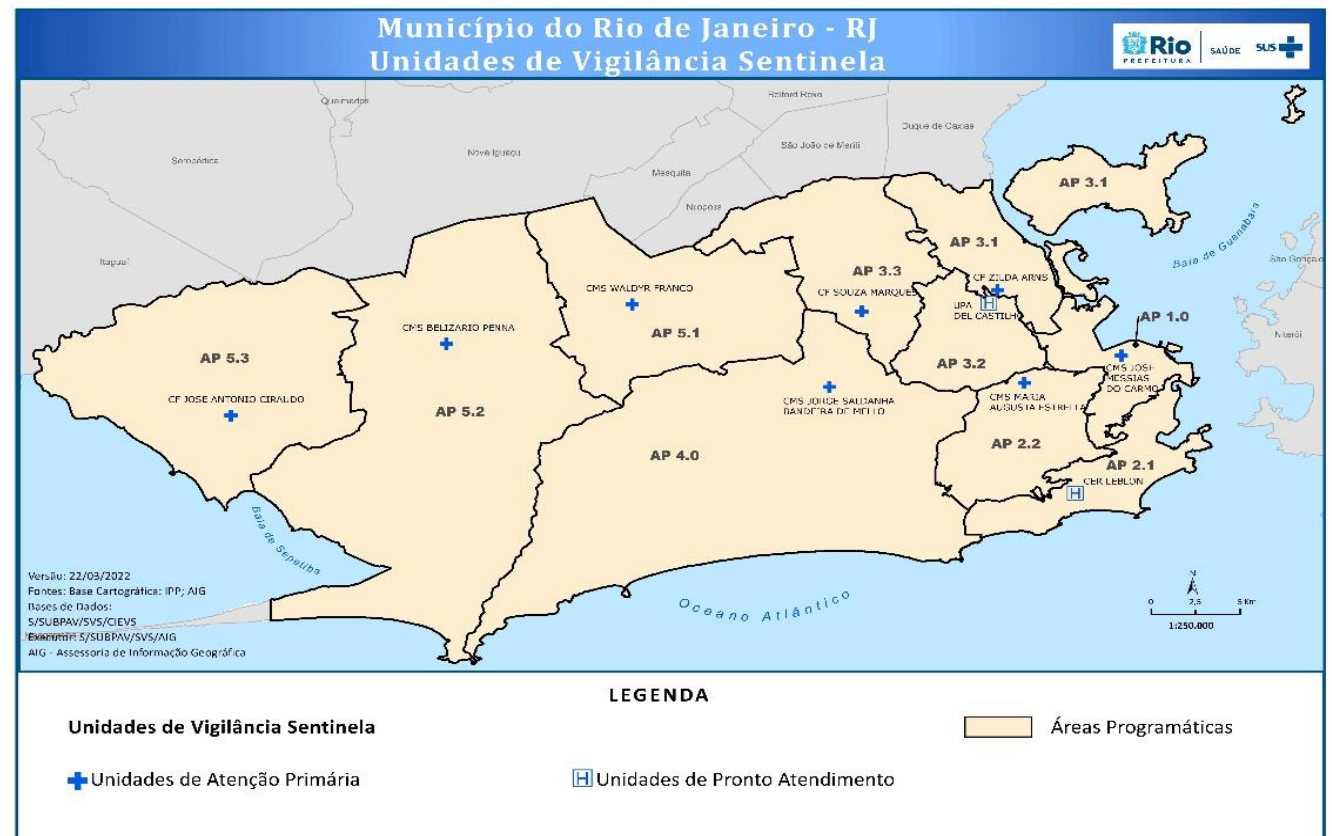 Município do Rio de Janeiro - RJ
Unidades de Vigilância Sentinela
Rio
PREFEITURA
SAÚDE
SUS
Queimados
Belford Roxo
Duque de Caxias
Seropédica
Nova Iguaçu
São João de Meriti
Mesquita
Nilópolis
Itaguaí
AP 3.1
Baía de Guanabara
São Gonçalo
AP 3.1
AP 3.3
CF ZILDA ARNS
CMS WALDYR FRANCO
CF SOUZA MARQUES
UPA
DEL CASTILHO
AP 1.0
Niterói
CMS BELIZARIO PENNA
AP 5.1
AP 5.3
AP 3.2
CMS JOSE
MESSIAS
DO CARMO
CF JOSE ANTONIO CIRAUDO
AP 5.2
CMS JORGE SALDANHA
BANDEIRA DE MELLO
CMS MARIA
AUGUSTA ESTRELLA
AP 4.0
AP 2.2
AP 2.1
CER LEBLON
Baía de Sepetiba
Oceano Atlântico
Versão: 22/03/2022
Fontes: Base Cartográfica: IPP; AIG
Bases de Dados:
S/SUBPAV/SVS/CIEVS
Executor: S/SUBPAV/SVS/AIG
AIG - Assessoria de Informação Geográfica
N
0 2,5 5 Km
1:250.000
LEGENDA
Unidades de Vigilância Sentinela
Áreas Programáticas
Unidades de Atenção Primária
H Unidades de Pronto Atendimento